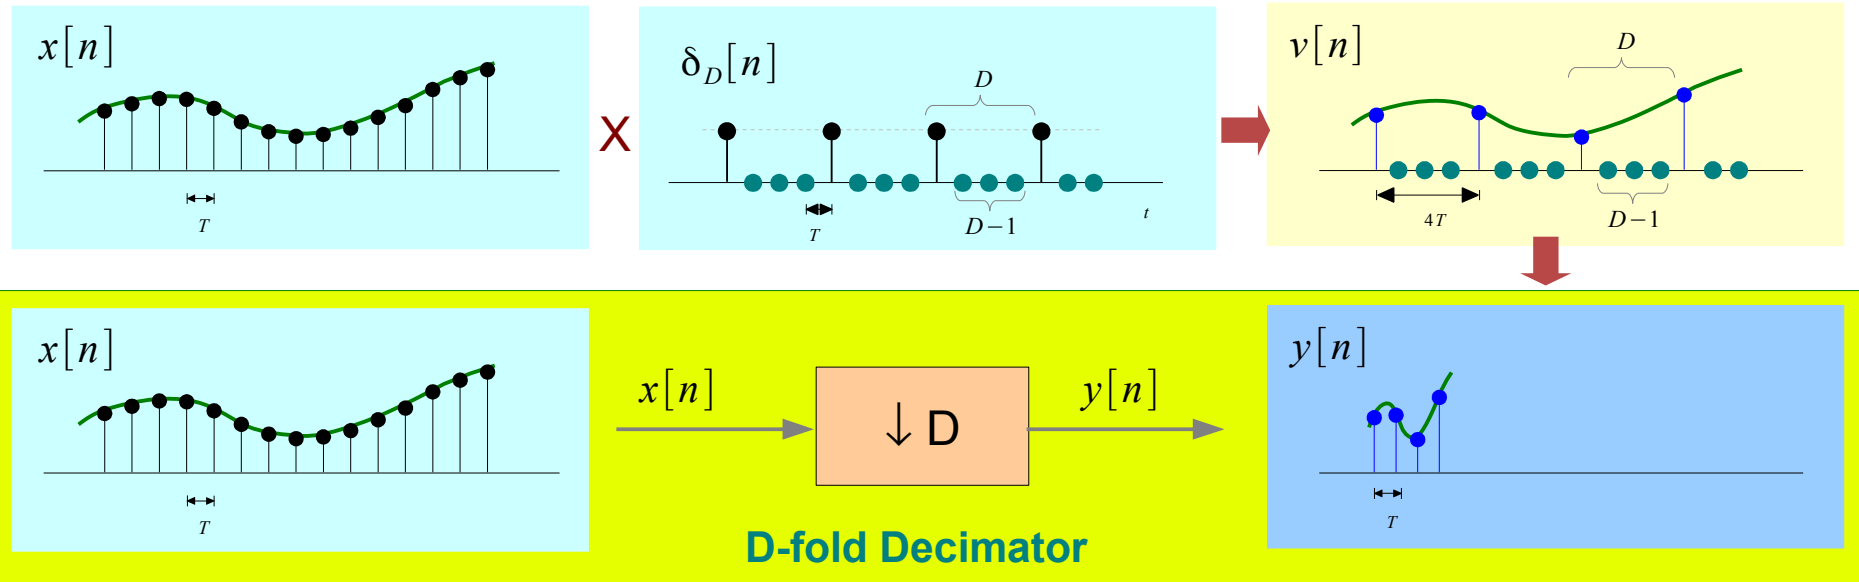 x[n]
T
X
δ_D[n]
D
T
D−1
t
v[n]
D
4T
D−1
x[n]
T
x[n]
↓ D
y[n]
D-fold Decimator
y[n]
T